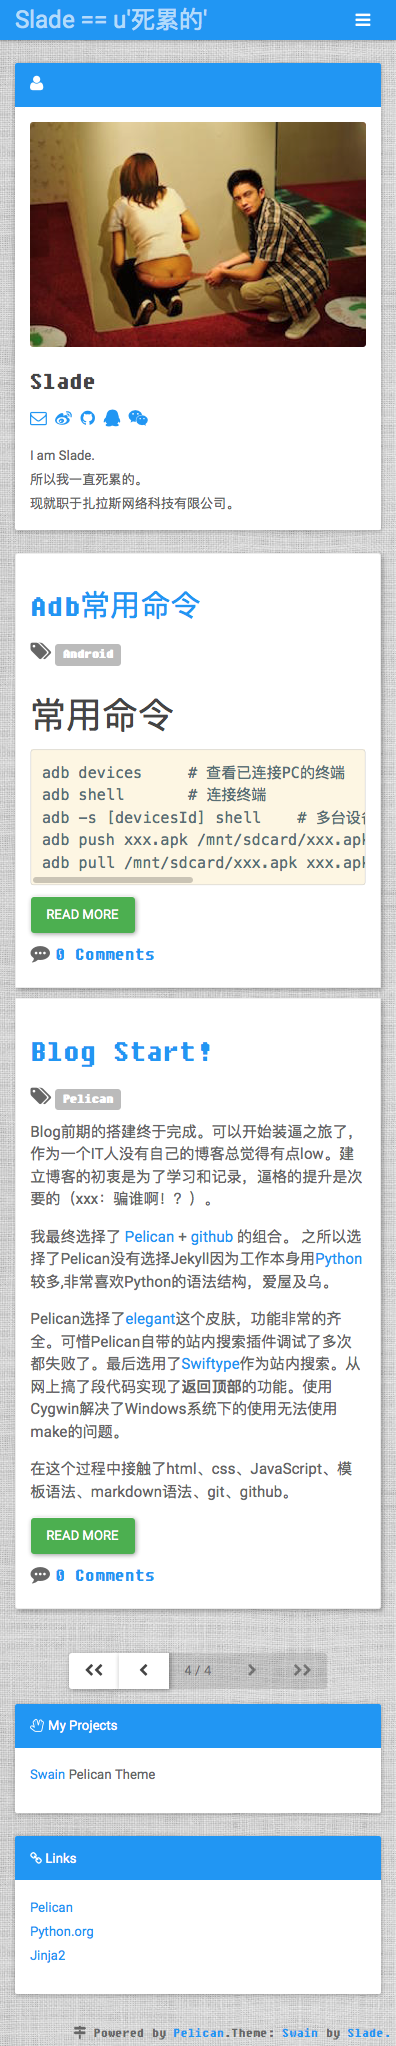 Slade == u'死累的'
Slade
I am Slade.
所以我一直死累的。
现就职于扎拉斯网络科技有限公司。
Adb常用命令
Android
常用命令
adb devices # 查看已连接PC的终端
adb shell # 连接终端
adb -s [devicesId] shell # 多台设
adb push xxx.apk /mnt/sdcard/xxx.apk
adb pull /mnt/sdcard/xxx.apk xxx.apk
READ MORE
0 Comments
Blog Start!
Pelican
Blog前期的搭建终于完成。可以开始装逼之旅了，
作为一个IT人没有自己的博客总觉得有点low。建
立博客的初衷是为了学习和记录，逼格的提升是次
要的（xxx：骗谁啊！？）。
我最终选择了 Pelican + github 的组合。 之所以选
择了Pelican没有选择Jekyll因为工作本身用Python
较多,非常喜欢Python的语法结构，爱屋及乌。
Pelican选择了elegant这个皮肤，功能非常的齐
全。可惜Pelican自带的站内搜索插件调试了多次
都失败了。最后选用了Swiftype作为站内搜索。从
网上搞了段代码实现了返回顶部的功能。使用
Cygwin解决了Windows系统下的使用无法使用
make的问题。
在这个过程中接触了html、css、JavaScript、模
板语法、markdown语法、git、github。
READ MORE
0 Comments
4 / 4
My Projects
Swain Pelican Theme
Links
Pelican
Python.org
Jinja2
Powered by Pelican.Theme: Swain by Slade.